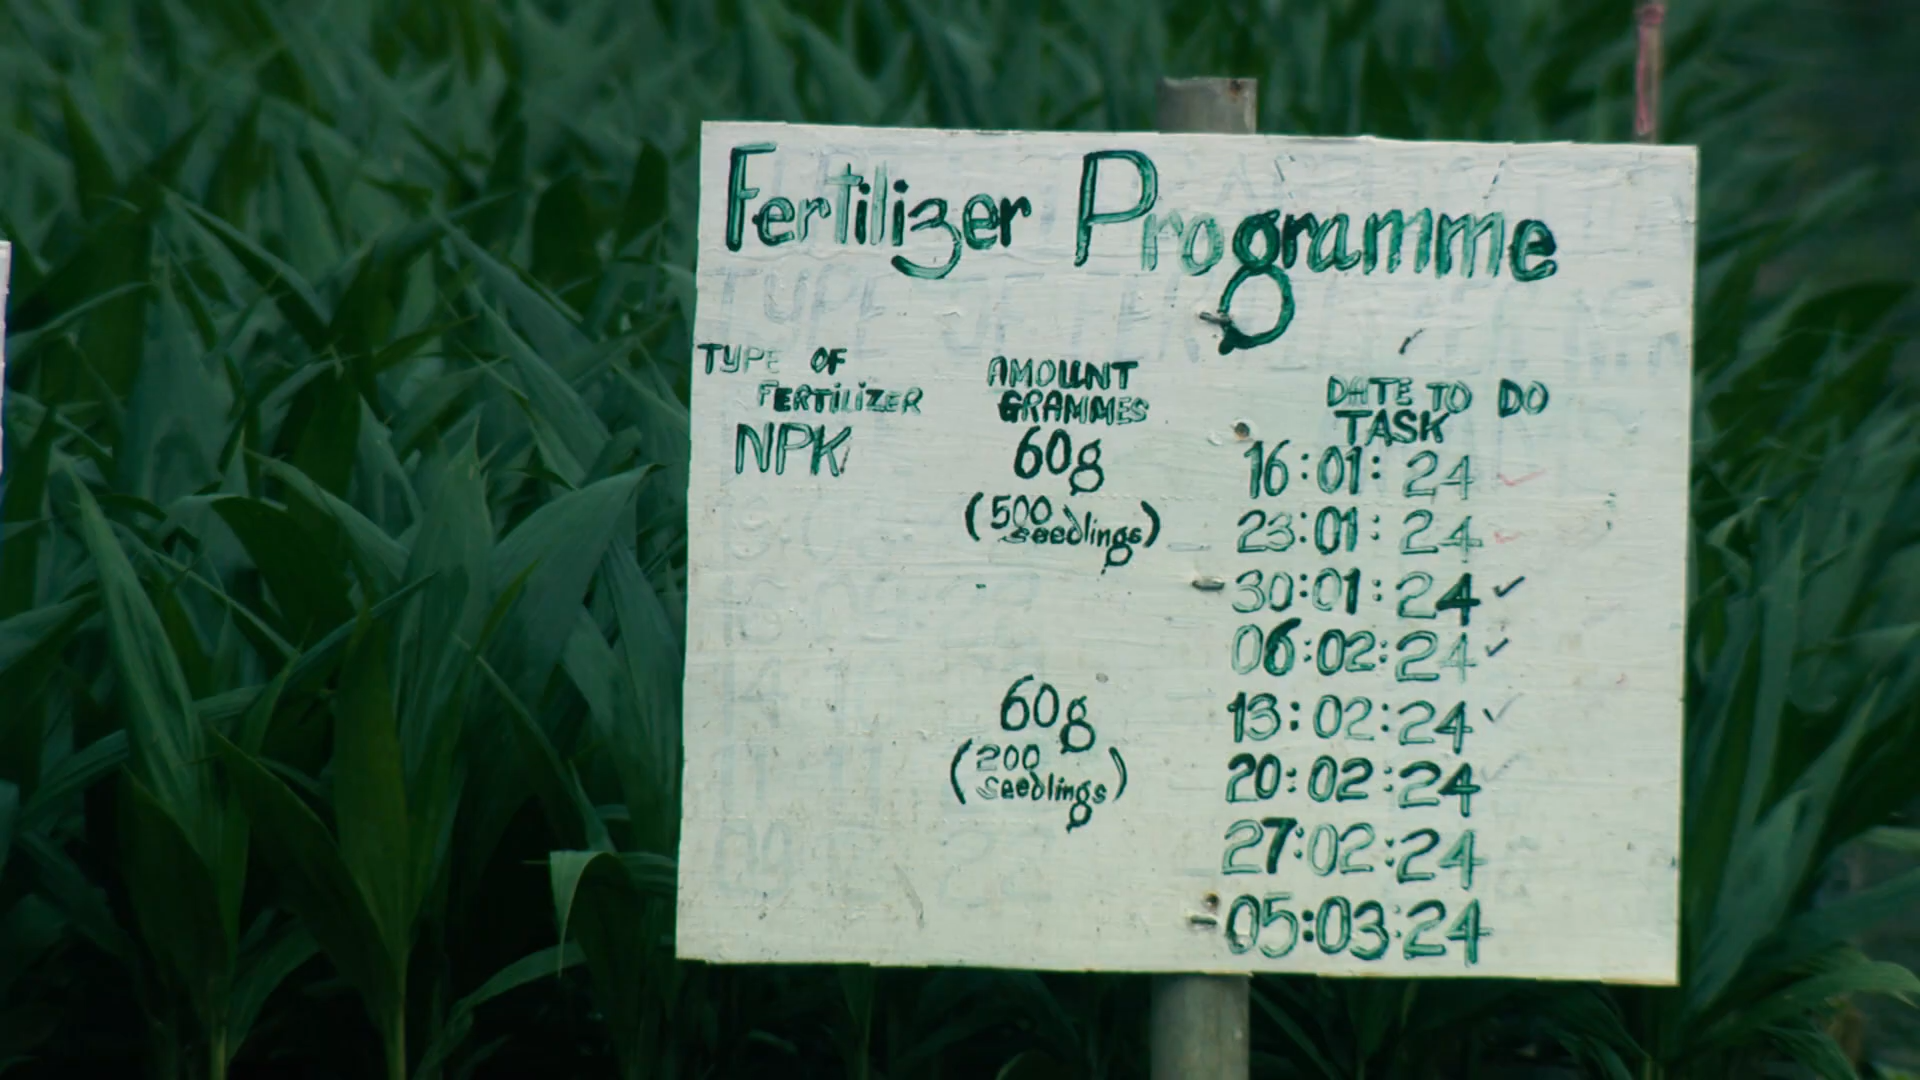 Fertilizer Programme
TYPE OF
FERTILIZER
AMOUNT
GRAMMES
DATE TO DO
TASK
NPK
60g
(500
seedlings)
16:01:24
23:01:24
30:01:24 ✓
06:02:24 ✓
60g
(200
seedlings)
13:02:24 ✓
20:02:24 ✓
27:02:24
05:03:24